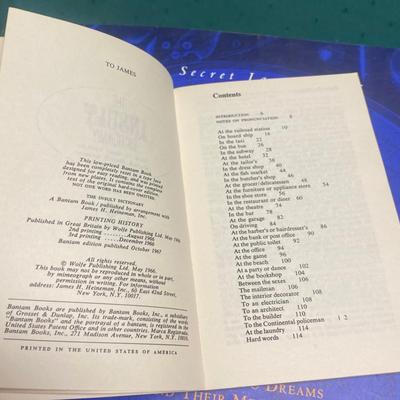 TO JAMES
This low-priced Bantam Book
has been completely reset in a type face
designed for easy reading, and was printed
from new plates. It contains the complete
text of the original hard-cover edition.
NOT ONE WORD HAS BEEN OMITTED.
THE INSULT DICTIONARY
A Bantam Book / published by arrangement with
James H. Heineman, Inc.
PRINTING HISTORY
Published in Great Britain by Wolfe Publishing Ltd., May 1966
2nd printing August 1966
3rd printing December 1966
Bantam edition published October 1967
All rights reserved.
© Wolfe Publishing Ltd., May 1966.
This book may not be reproduced in whole or in part,
by mimeograph or any other means, without
permission in writing. For information
address: James H. Heineman, Inc., 60 East 42nd Street,
New York, N.Y. 10017.
Bantam Books are published by Bantam Books, Inc., a subsidiary
of Grosset & Dunlap, Inc. Its trade-mark, consisting of the words
"Bantam Books" and the portrayal of a bantam, is registered in the
United States Patent Office and in other countries. Marca Registrada.
Bantam Books, Inc., 271 Madison Avenue, New York, N.Y. 10016.
PRINTED IN THE UNITED STATES OF AMERICA
Secret
Contents
INTRODUCTION 5
NOTES ON PRONUNCIATION 8
At the railroad station 10
On board ship 16
In the taxi 22
On the bus 26
In the subway 28
At the hotel 32
At the tailor's 36
In the dress shop 40
At the fish market 44
In the butcher's shop 46
At the grocer/delicatessen 48
At the furniture or appliance store 54
In the shoe store 56
In the restaurant or diner 60
At the theatre 74
In the bar 78
At the garage 82
On driving 84
At the barber's or hairdresser's 86
At the bank or post office 90
At the public toilet 92
At the office 94
At the game 96
At the beach 100
At a party or dance 102
At the bookshop 104
Between the sexes 106
The mailman 106
The interior decorator 110
To an electrician 108
To an architect 108
To the builder 110
To the Continental policeman 112
At the laundry 114
Hard words 114
DREAMS
THEIR